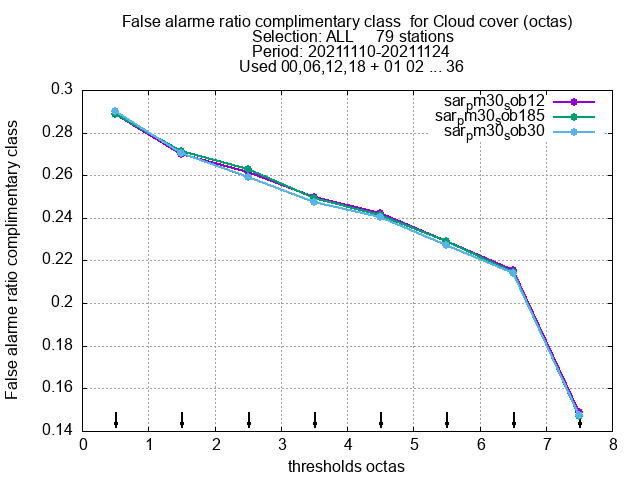 False alarme ratio complimentary class  for Cloud cover (octas)
Selection: ALL     79 stations
Period: 20211110-20211124
Used 00,06,12,18 + 01 02 ... 36
sar_pm30_sob12
sar_pm30_sob185
sar_pm30_sob30
False alarme ratio complimentary class
0.3
0.28
0.26
0.24
0.22
0.2
0.18
0.16
0.14
0 1 2 3 4 5 6 7 8
thresholds octas